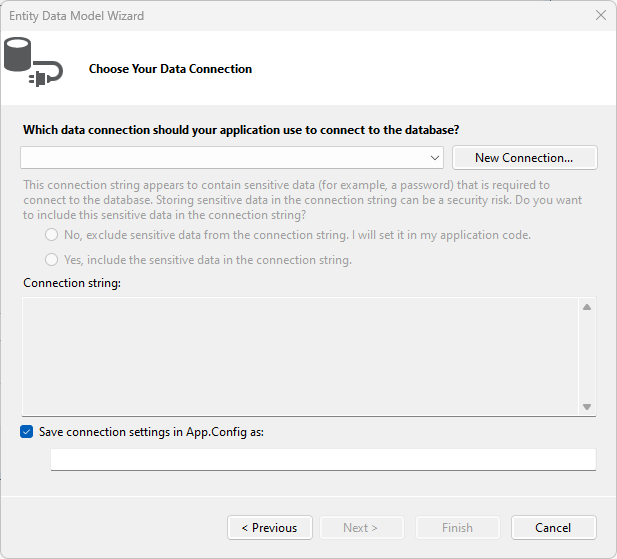 Entity Data Model Wizard
Choose Your Data Connection
Which data connection should your application use to connect to the database?
New Connection...
This connection string appears to contain sensitive data (for example, a password) that is required to
connect to the database. Storing sensitive data in the connection string can be a security risk. Do you want
to include this sensitive data in the connection string?
No, exclude sensitive data from the connection string. I will set it in my application code.
Yes, include the sensitive data in the connection string.
Connection string:
Save connection settings in App.Config as:
< Previous
Next >
Finish
Cancel